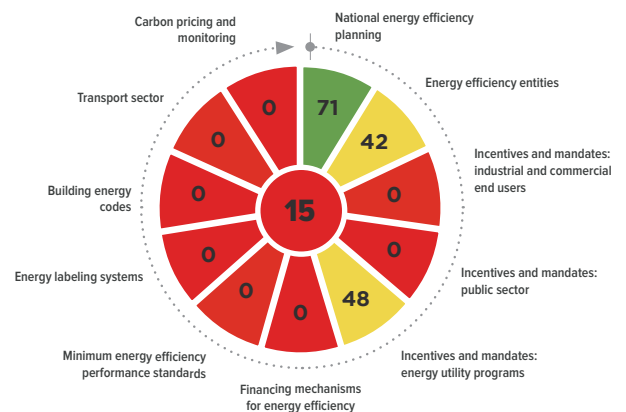 National energy efficiency
planning
71
Energy efficiency entities
42
Incentives and mandates:
industrial and commercial
end users
0
Incentives and mandates:
public sector
0
Incentives and mandates:
energy utility programs
48
Financing mechanisms
for energy efficiency
0
Minimum energy efficiency
performance standards
0
Energy labeling systems
0
Building energy
codes
0
Transport sector
0
Carbon pricing and
monitoring
0
15